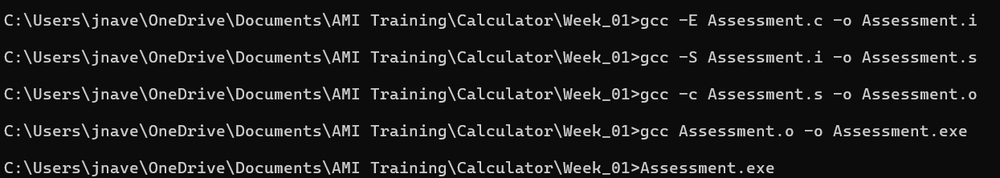 C:\Users\jnave\OneDrive\Documents\AMI Training\Calculator\Week_01>gcc -E Assessment.c -o Assessment.i
C:\Users\jnave\OneDrive\Documents\AMI Training\Calculator\Week_01>gcc -S Assessment.i -o Assessment.s
C:\Users\jnave\OneDrive\Documents\AMI Training\Calculator\Week_01>gcc -c Assessment.s -o Assessment.o
C:\Users\jnave\OneDrive\Documents\AMI Training\Calculator\Week_01>gcc Assessment.o -o Assessment.exe
C:\Users\jnave\OneDrive\Documents\AMI Training\Calculator\Week_01>Assessment.exe